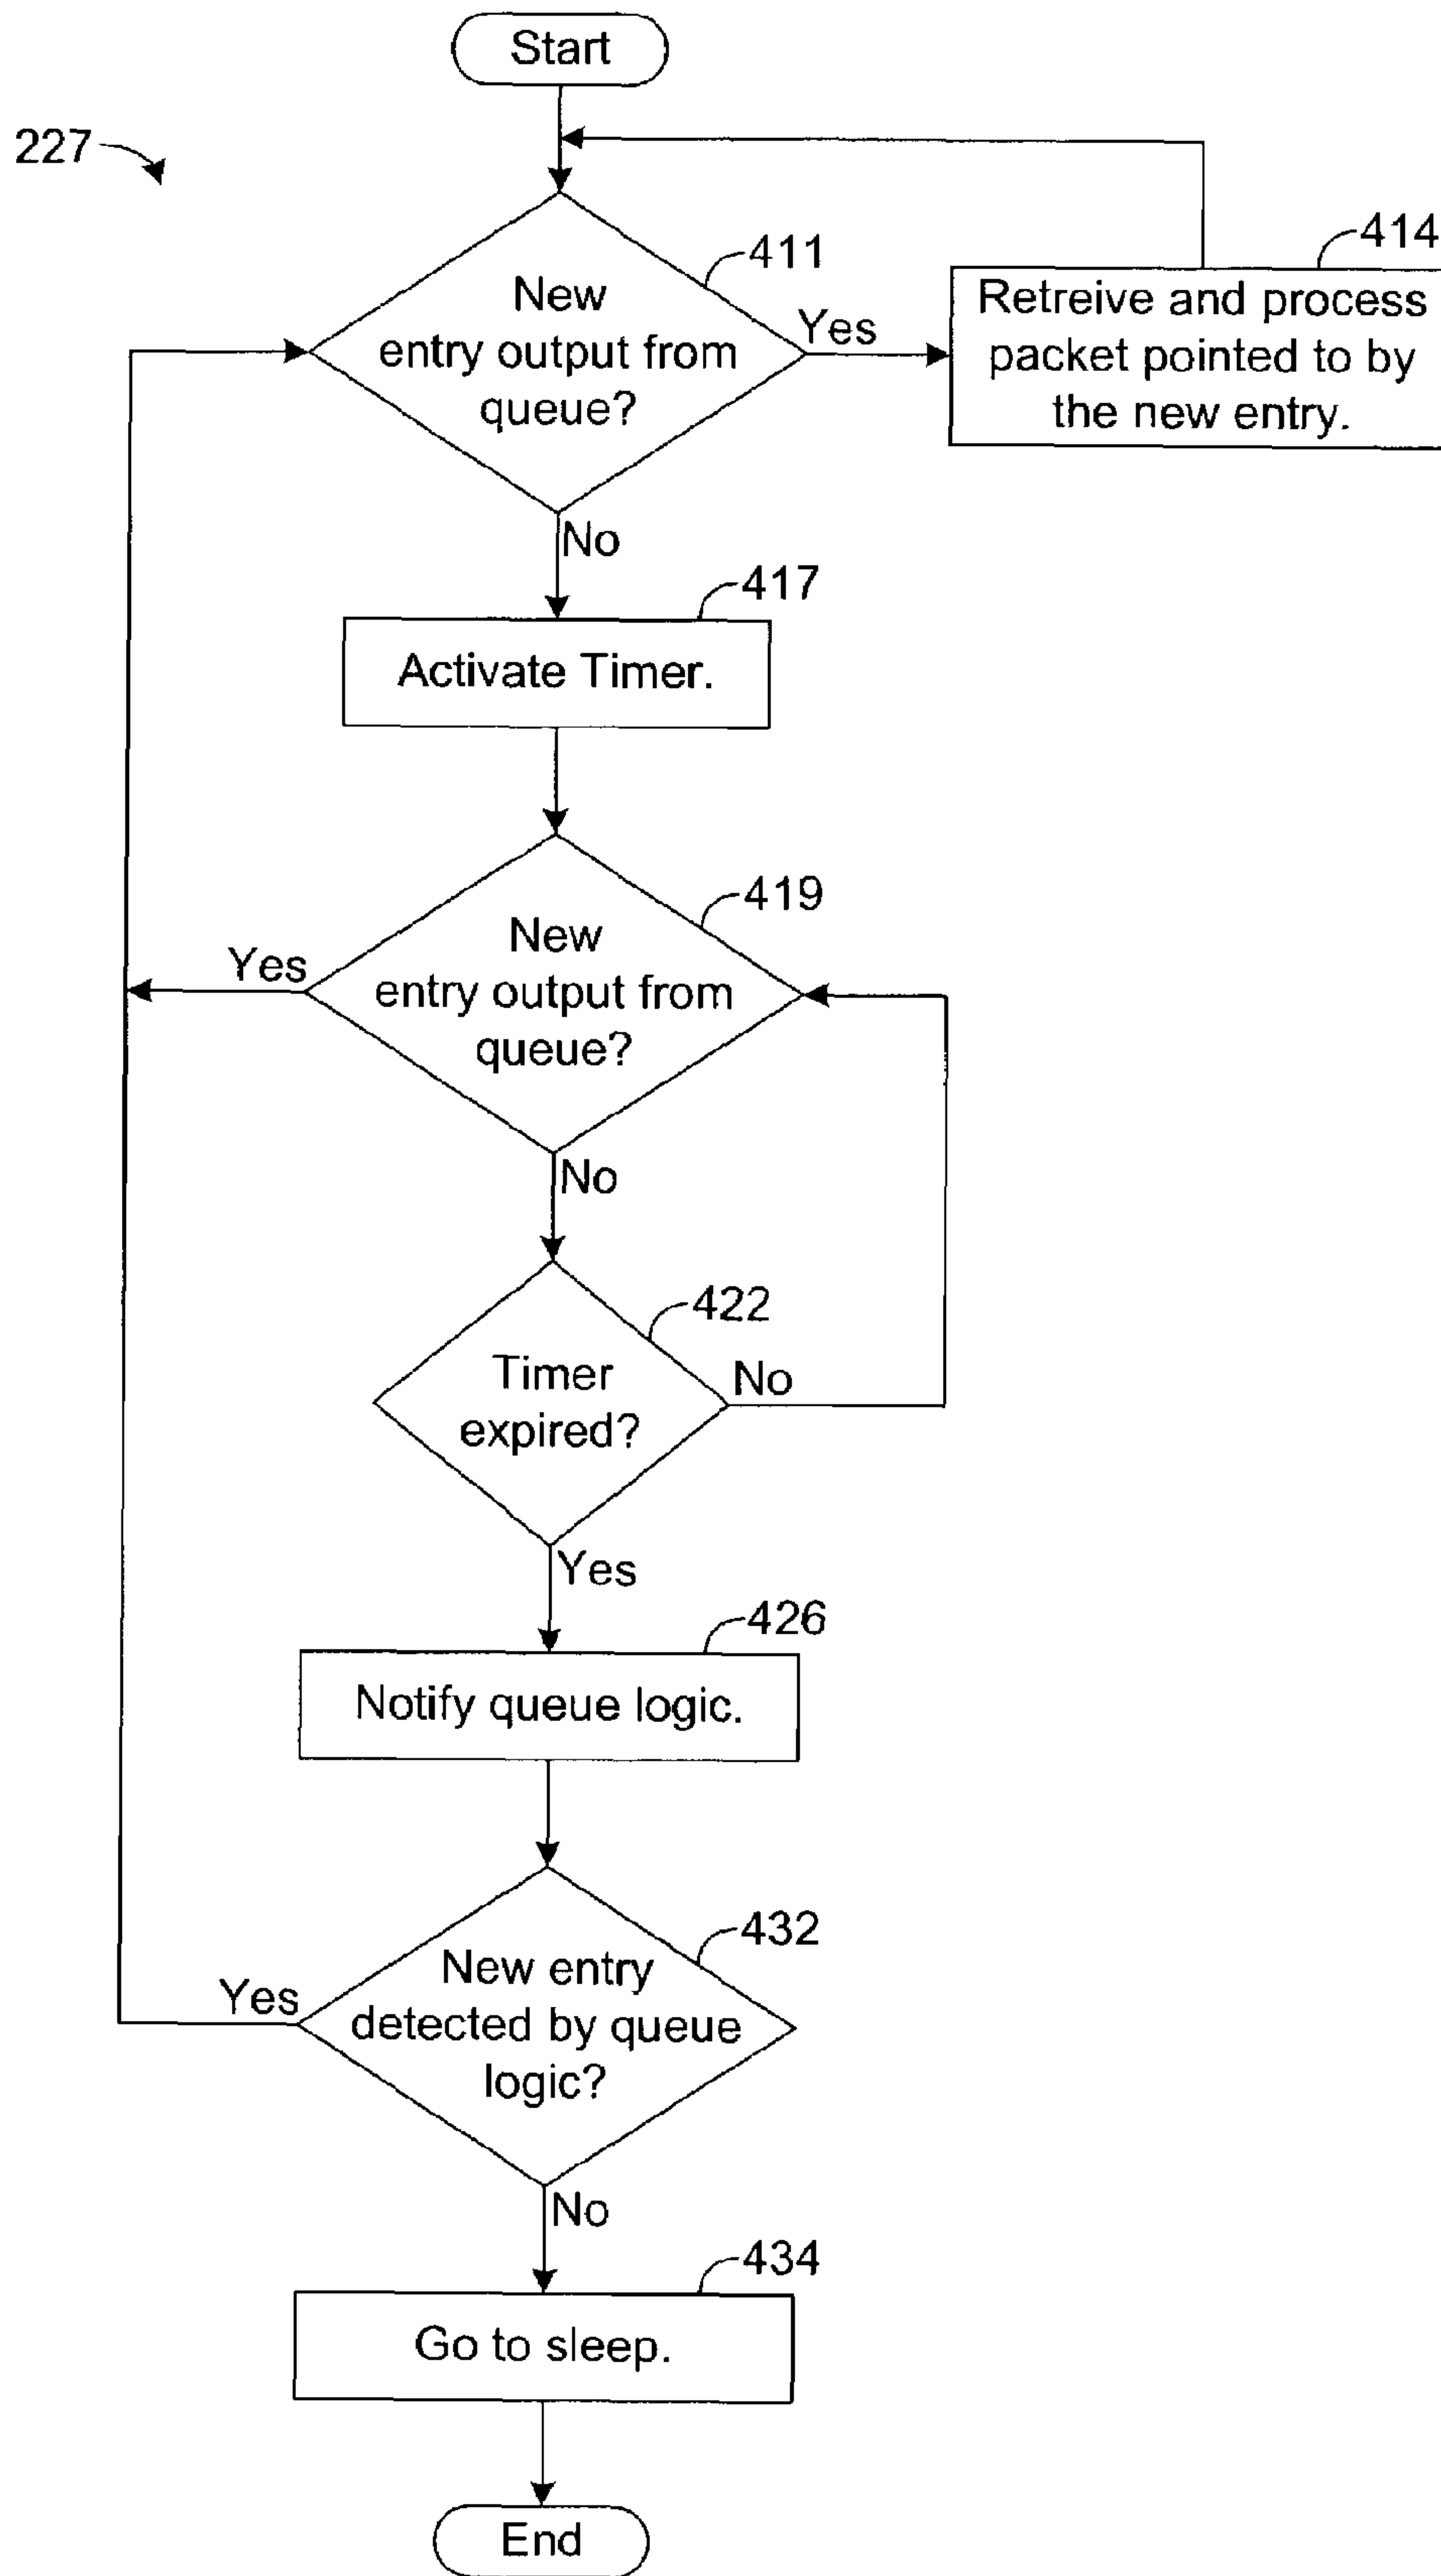 Start
227
411
414
New
entry output from
queue?
Yes
Retreive and process
packet pointed to by
the new entry.
No
417
Activate Timer.
419
New
entry output from
queue?
Yes
No
422
Timer
expired?
No
Yes
426
Notify queue logic.
432
New entry
detected by queue
logic?
Yes
No
434
Go to sleep.
End